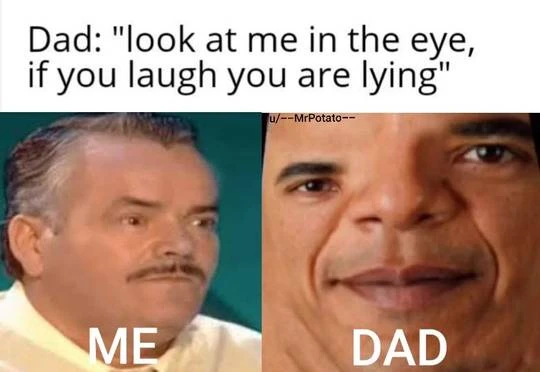 Dad: "look at me in the eye,
if you laugh you are lying"
u/--MrPotato--
ME
DAD